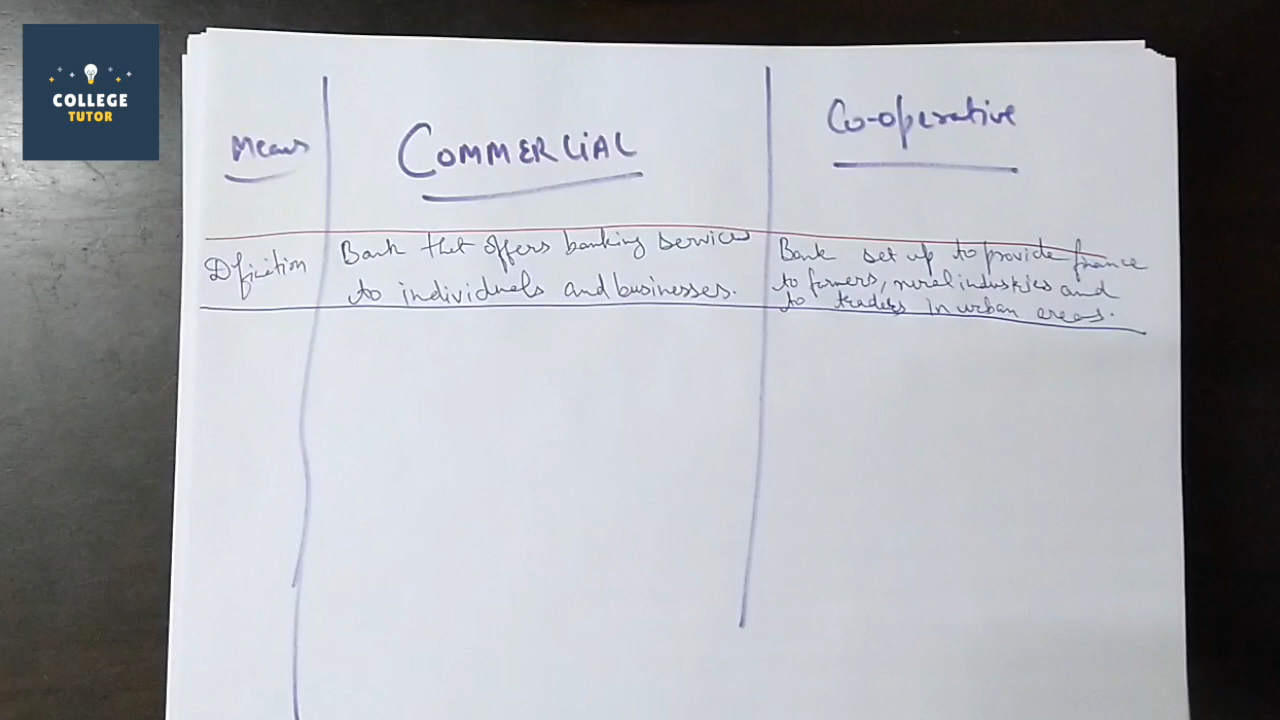 COLLEGE
TUTOR
Means
COMMERCIAL
Co-operative
Dfinition
Bank that offers banking services
to individuals and businesses.
Bank set up to provide finance
to farmers, rural industries and
to traders in urban areas.